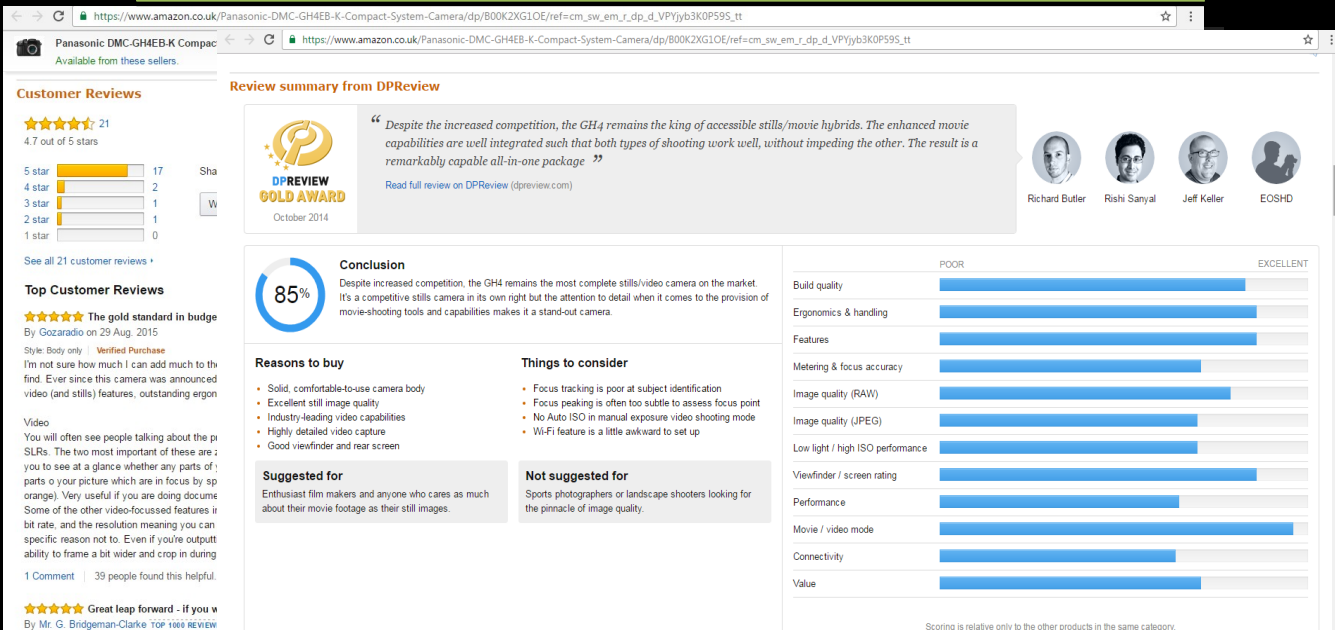 https://www.amazon.co.uk/Panasonic-DMC-GH4EB-K-Compact-System-Camera/dp/B00K2XG1OE/ref=cm_sw_em_r_dp_d_VPYjyb3K0P59S_tt
Panasonic DMC-GH4EB-K Compac
Available from these sellers.
Customer Reviews
21
4.7 out of 5 stars
5 star 17
4 star 2
3 star 1
2 star 1
1 star 0
Sha
W
See all 21 customer reviews
Top Customer Reviews
The gold standard in budge
By Gozaradio on 29 Aug. 2015
Style: Body only | Verified Purchase
I'm not sure how much I can add much to the
find. Ever since this camera was announced
video (and stills) features, outstanding ergon
Video
You will often see people talking about the pr
SLRs. The two most important of these are z
you to see at a glance whether any parts of y
parts o your picture which are in focus by sp
orange). Very useful if you are doing docume
Some of the other video-focussed features in
bit rate, and the resolution meaning you can
specific reason not to. Even if you're outputti
ability to frame a bit wider and crop in during
1 Comment | 39 people found this helpful.
Great leap forward - if you w
By Mr. G. Bridgeman-Clarke TOP 1000 REVIEW
https://www.amazon.co.uk/Panasonic-DMC-GH4EB-K-Compact-System-Camera/dp/B00K2XG1OE/ref=cm_sw_em_r_dp_d_VPYjyb3K0P59S_tt
Review summary from DPReview
DPREVIEW
GOLD AWARD
October 2014
“ Despite the increased competition, the GH4 remains the king of accessible stills/movie hybrids. The enhanced movie
capabilities are well integrated such that both types of shooting work well, without impeding the other. The result is a
remarkably capable all-in-one package ”
Read full review on DPReview (dpreview.com)
Richard Butler
Rishi Sanyal
Jeff Keller
EOSHD
85%
Conclusion
Despite increased competition, the GH4 remains the most complete stills/video camera on the market.
It's a competitive stills camera in its own right but the attention to detail when it comes to the provision of
movie-shooting tools and capabilities makes it a stand-out camera.
Reasons to buy
• Solid, comfortable-to-use camera body
• Excellent still image quality
• Industry-leading video capabilities
• Highly detailed video capture
• Good viewfinder and rear screen
Things to consider
• Focus tracking is poor at subject identification
• Focus peaking is often too subtle to assess focus point
• No Auto ISO in manual exposure video shooting mode
• Wi-Fi feature is a little awkward to set up
Suggested for
Enthusiast film makers and anyone who cares as much
about their movie footage as their still images.
Not suggested for
Sports photographers or landscape shooters looking for
the pinnacle of image quality.
POOR EXCELLENT
Build quality
Ergonomics & handling
Features
Metering & focus accuracy
Image quality (RAW)
Image quality (JPEG)
Low light / high ISO performance
Viewfinder / screen rating
Performance
Movie / video mode
Connectivity
Value
Scoring is relative only to the other products in the same category.